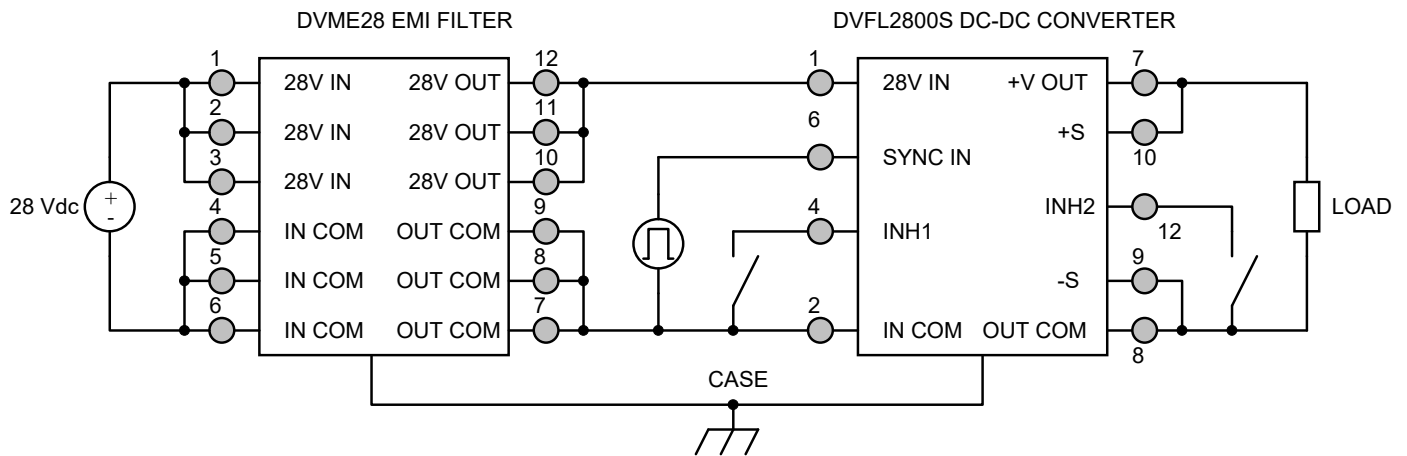 DVME28 EMI FILTER
DVFL2800S DC-DC CONVERTER
1 28V IN 28V OUT 12
1 28V IN +V OUT 7
2 28V IN 28V OUT 11
+S 10
3 28V IN 28V OUT 10
6 SYNC IN
28 Vdc
+
-
4 IN COM OUT COM 9
4 INH1 INH2 12
LOAD
5 IN COM OUT COM 8
-S 9
6 IN COM OUT COM 7
2 IN COM OUT COM 8
CASE